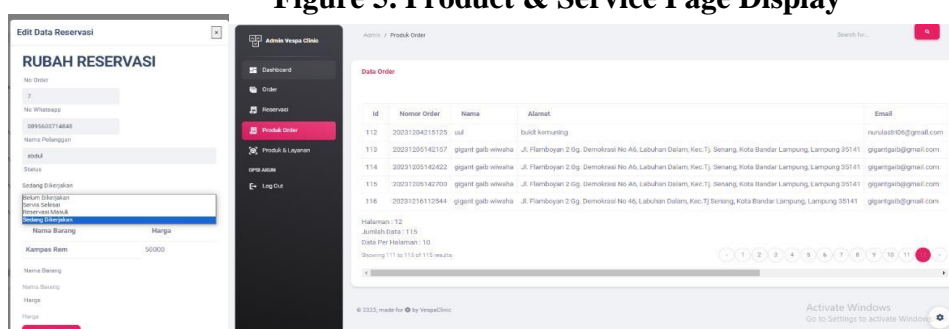 Figure 5. Product & Service Page Display
Edit Data Reservasi
×
RUBAH RESERVASI
No Order
7
No Whatsapp
0895603714845
Nama Pelanggan
abdul
Status
Sedang Dikerjakan
Belum Dikerjakan
Servis Selesai
Reservasi Masuk
Sedang Dikerjakan
Nama Barang Harga
Kampas Rem 50000
Nama Barang
Nama Barang
Harga
Harga
Admin Vespa Clinic
Dashboard
Order
Reservasi
Produk Order
Produk & Layanan
OPSI AKUN
Log Out
Admin / Produk Order
Search for...
Data Order
Id Nomor Order Nama Alamat Email
112 20231204215125 uul bukit kemuning nurulastri06@gmail.com
113 20231205142157 gigant gaib wiwaha Jl. Flamboyan 2 Gg. Demokrasi No A6, Labuhan Dalam, Kec.Tj. Senang, Kota Bandar Lampung, Lampung 35141 gigantgaib@gmail.com
114 20231205142422 gigant gaib wiwaha Jl. Flamboyan 2 Gg. Demokrasi No A6, Labuhan Dalam, Kec.Tj. Senang, Kota Bandar Lampung, Lampung 35141 gigantgaib@gmail.com
115 20231205142700 gigant gaib wiwaha Jl. Flamboyan 2 Gg. Demokrasi No A6, Labuhan Dalam, Kec.Tj. Senang, Kota Bandar Lampung, Lampung 35141 gigantgaib@gmail.com
116 20231216112544 gigant gaib wiwaha Jl. Flamboyan 2 Gg. Demokrasi No 46, Labuhan Dalam, Kec.Tj Senang, Kota Bandar Lampung, Lampung 35141 gigantgaib@gmail.com
Halaman : 12
Jumlah Data : 115
Data Per Halaman : 10
Showing 111 to 115 of 115 results
‹ 1 2 3 4 5 6 7 8 9 10 11 ›
© 2023, made for by VespaClinic
Activate Windows
Go to Settings to activate Windows